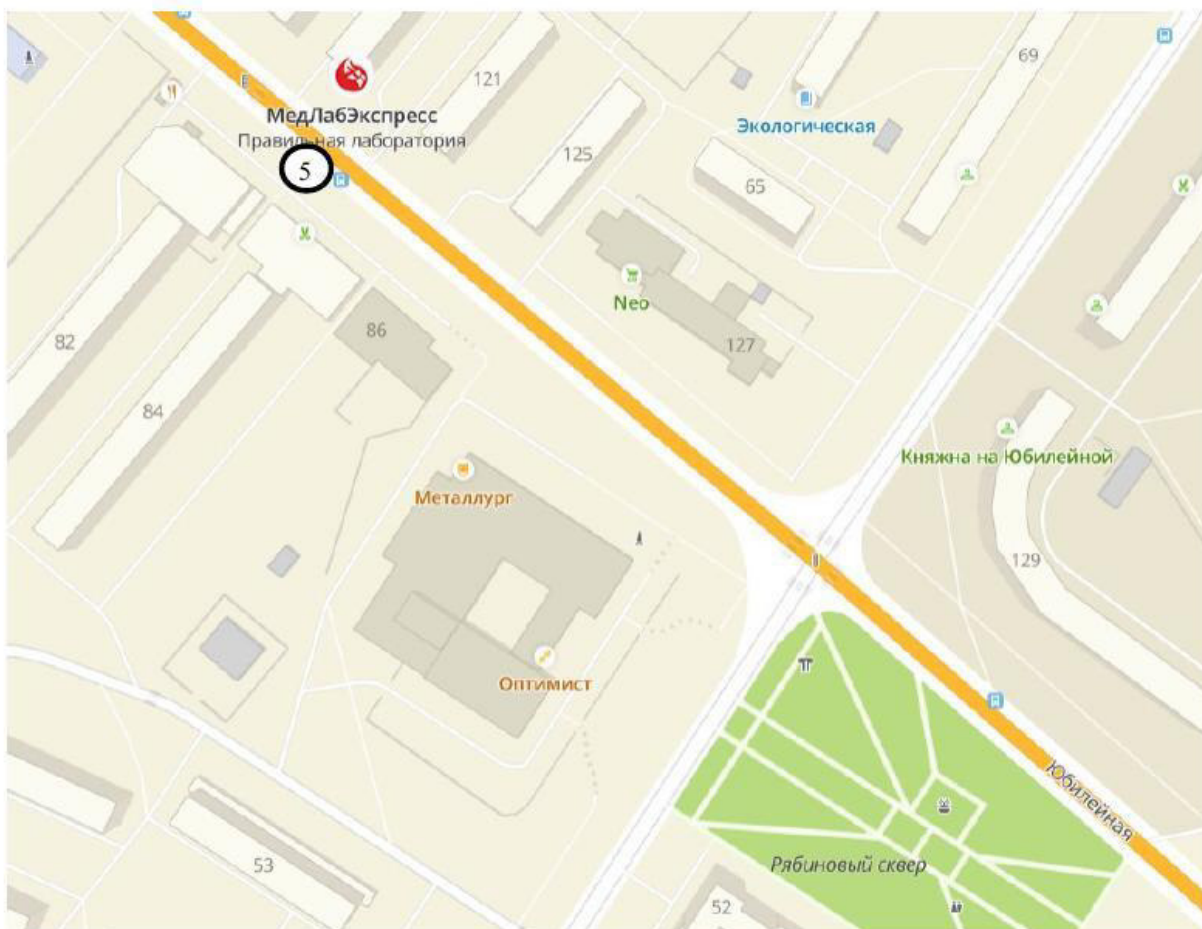 69
121
МедЛабЭкспресс
Правильная лаборатория
Экологическая
125
5
65
Neo
86
127
82
84
Княжна на Юбилейной
Металлург
129
Оптимист
Юбилейная
53
Рябиновый сквер
52